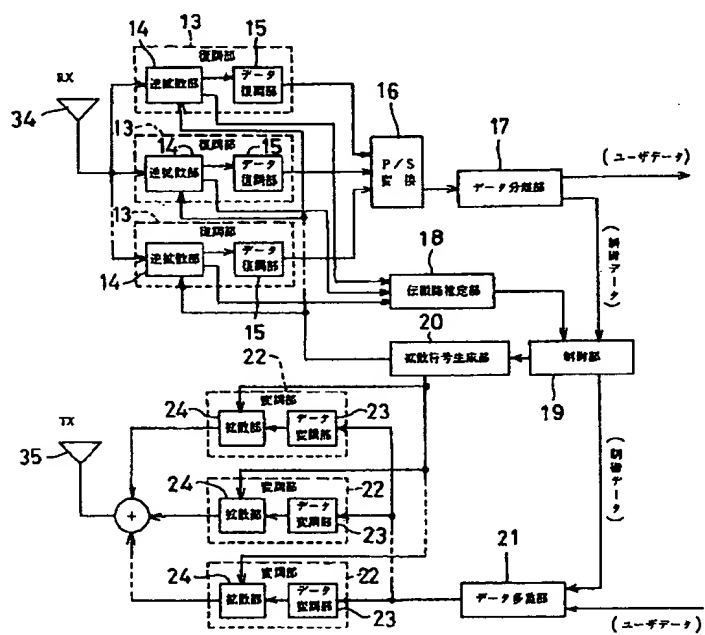 13
14
15
復調部
RX
逆拡散部
データ
復調部
34
16
17
13
復調部
14
15
逆拡散部
データ
復調部
P/S
変換
データ分離部
(ユーザデータ)
13
復調部
逆拡散部
データ
復調部
14
15
18
伝搬路推定部
(制御データ)
20
拡散符号生成部
制御部
19
22
変調部
24
23
TX
拡散部
データ
変調部
35
24
変調部
22
拡散部
データ
変調部
23
+
(制御データ)
24
変調部
22
拡散部
データ
変調部
23
21
データ多重部
(ユーザデータ)